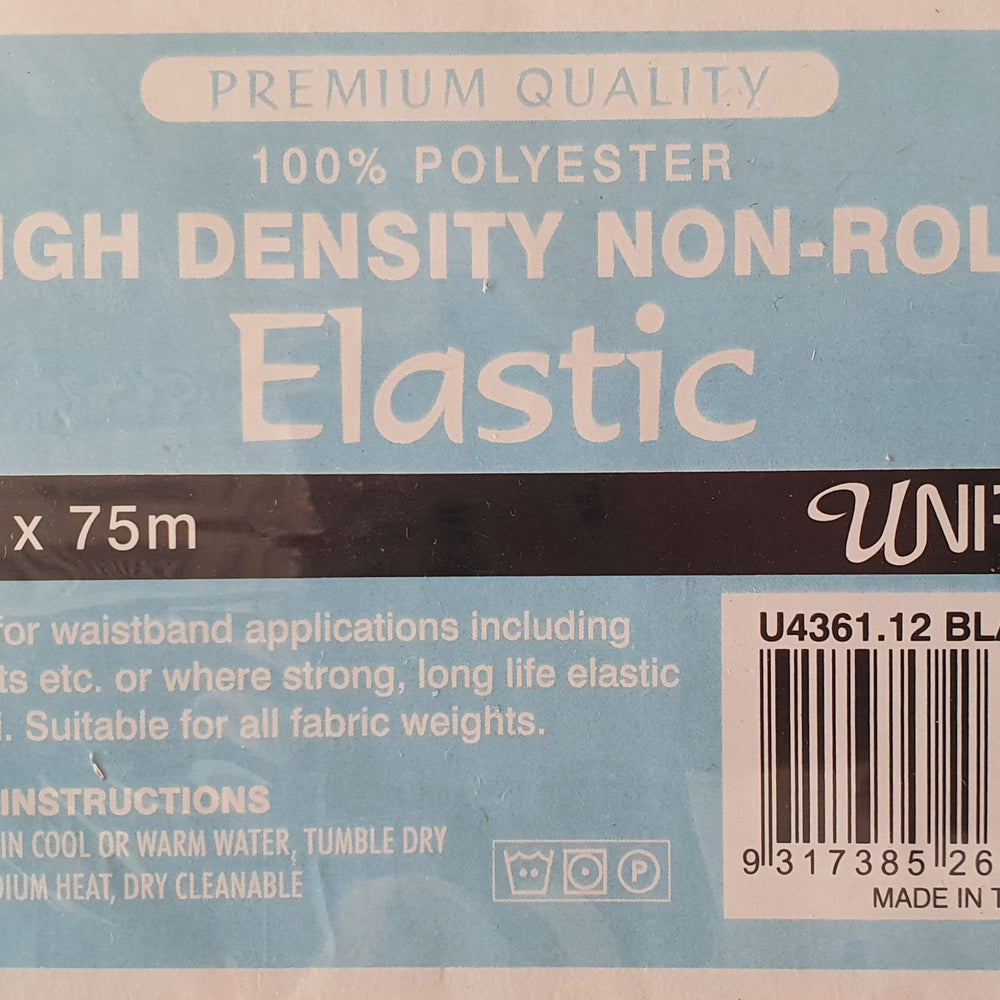 PREMIUM QUALITY
100% POLYESTER
IGH DENSITY NON-ROL
Elastic
x 75m
UNI
for waistband applications including
ts etc. or where strong, long life elastic
. Suitable for all fabric weights.
INSTRUCTIONS
IN COOL OR WARM WATER, TUMBLE DRY
DIUM HEAT, DRY CLEANABLE
P
U4361.12 BLA
9 317385 26
MADE IN T